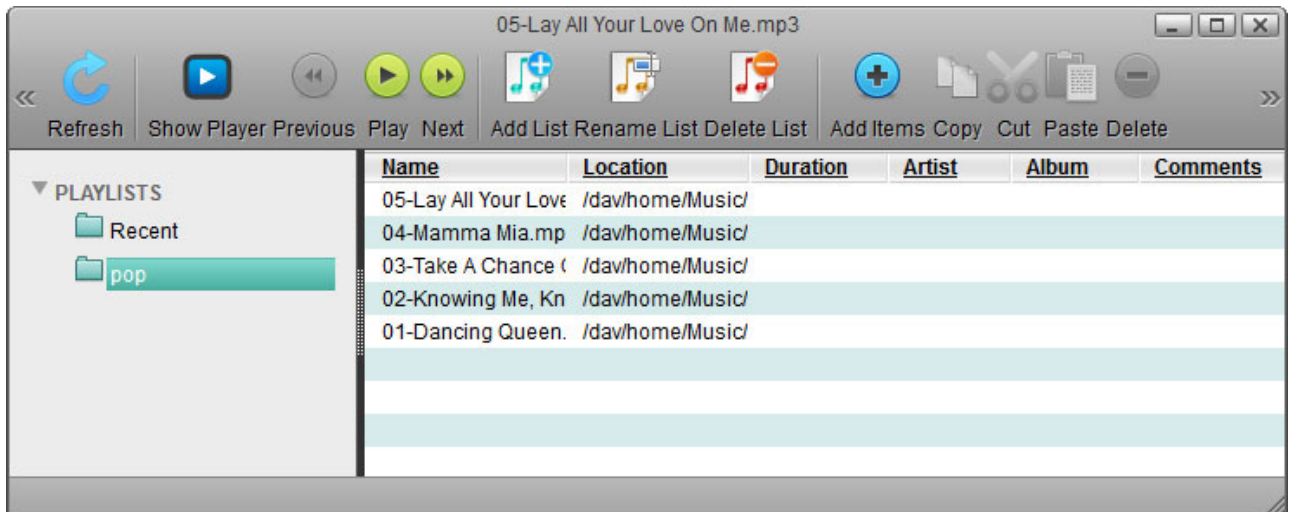 05-Lay All Your Love On Me.mp3
Refresh Show Player Previous Play Next Add List Rename List Delete List Add Items Copy Cut Paste Delete
Name Location Duration Artist Album Comments
PLAYLISTS
Recent
pop
05-Lay All Your Love /dav/home/Music/
04-Mamma Mia.mp /dav/home/Music/
03-Take A Chance ( /dav/home/Music/
02-Knowing Me, Kn /dav/home/Music/
01-Dancing Queen. /dav/home/Music/